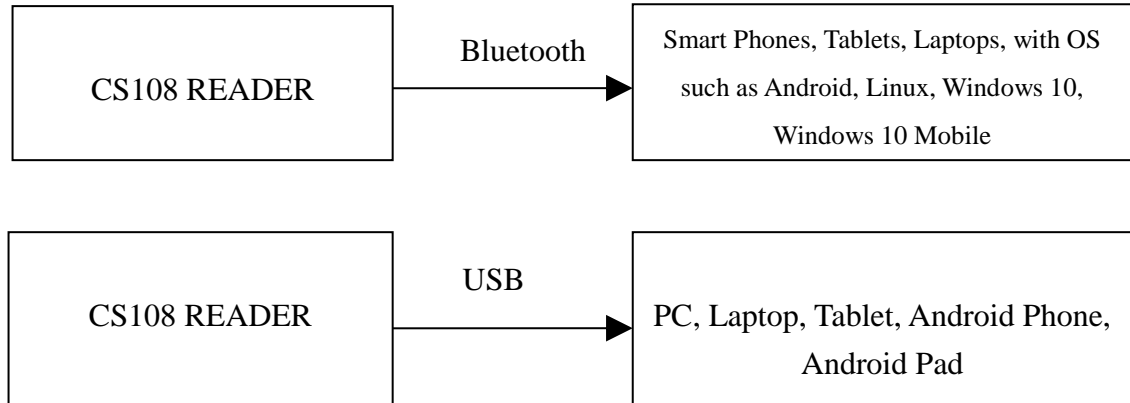 CS108 READER
Bluetooth
Smart Phones, Tablets, Laptops, with OS
such as Android, Linux, Windows 10,
Windows 10 Mobile
CS108 READER
USB
PC, Laptop, Tablet, Android Phone,
Android Pad